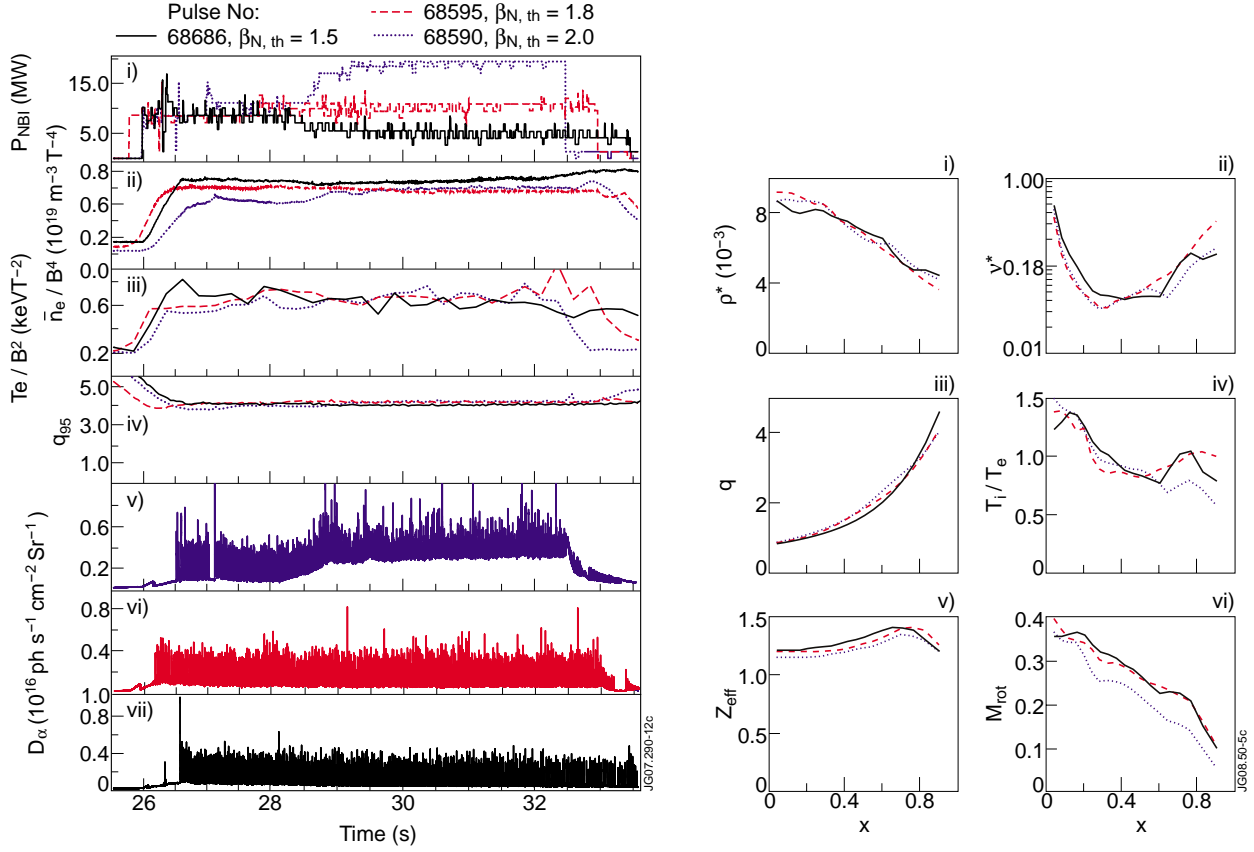 Pulse No:
68686, βN, th = 1.5
68595, βN, th = 1.8
68590, βN, th = 2.0
PNBI (MW)
15.0
5.0
i)
n̄e / B⁴ (10¹⁹ m⁻³ T⁻⁴)
0.8
0.6
0.2
ii)
Te / B² (keVT⁻²)
0.0
0.6
0.2
iii)
q95
5.0
3.0
1.0
iv)
Dα (10¹⁶ ph s⁻¹ cm⁻² Sr⁻¹)
0.6
0.2
v)
0.8
0.4
vi)
1.0
0.8
0.4
0
vii)
26
28
30
32
Time (s)
JG07.290-12c
i)
ρ* (10⁻³)
8
4
0
ii)
ν*
1.00
0.18
0.01
iii)
q
4
2
0
iv)
Ti / Te
1.5
1.0
0.5
0
v)
Zeff
1.5
1.0
0.5
0
0
0.4
0.8
x
vi)
Mrot
0.4
0.3
0.2
0.1
0
0
0.4
0.8
x
JG08.50-5c